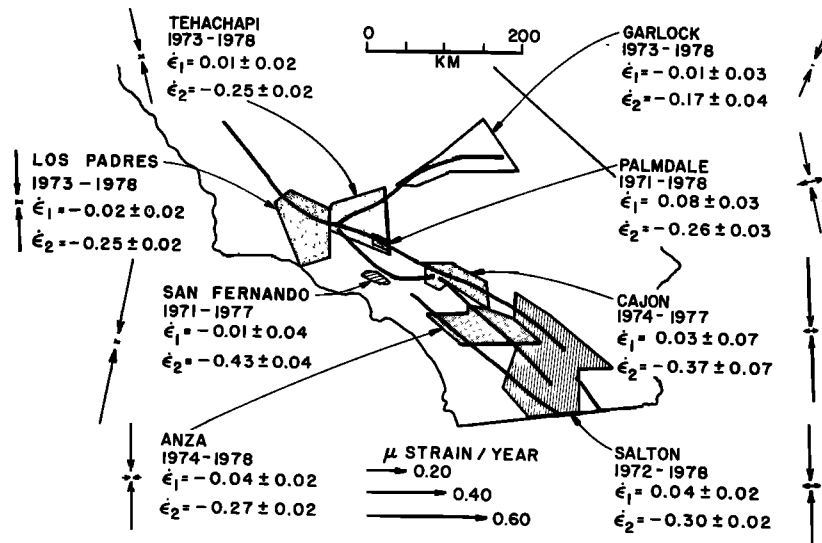 TEHACHAPI
1973-1978
ε̇₁ = 0.01 ± 0.02
ε̇₂ = -0.25 ± 0.02
0 200
KM
GARLOCK
1973-1978
ε̇₁ = -0.01 ± 0.03
ε̇₂ = -0.17 ± 0.04
LOS PADRES
1973-1978
ε̇₁ = -0.02 ± 0.02
ε̇₂ = -0.25 ± 0.02
PALMDALE
1971-1978
ε̇₁ = 0.08 ± 0.03
ε̇₂ = -0.26 ± 0.03
SAN FERNANDO
1971-1977
ε̇₁ = -0.01 ± 0.04
ε̇₂ = -0.43 ± 0.04
CAJON
1974-1977
ε̇₁ = 0.03 ± 0.07
ε̇₂ = -0.37 ± 0.07
ANZA
1974-1978
ε̇₁ = -0.04 ± 0.02
ε̇₂ = -0.27 ± 0.02
μ STRAIN / YEAR
0.20
0.40
0.60
SALTON
1972-1978
ε̇₁ = 0.04 ± 0.02
ε̇₂ = -0.30 ± 0.02